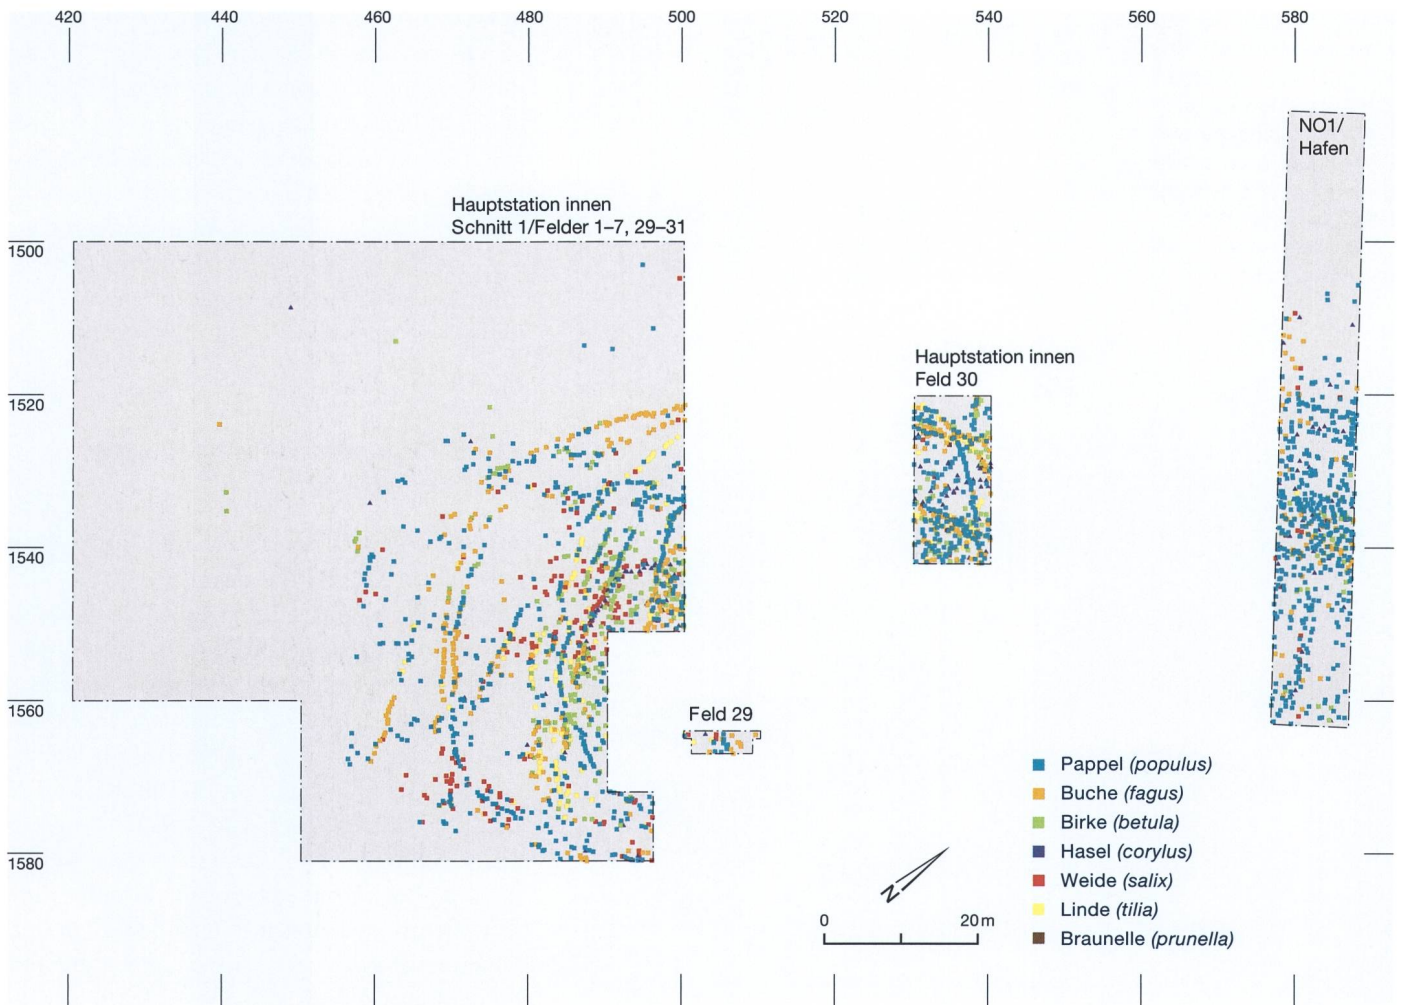 420 440 460 480 500 520 540 560 580
NO1/
Hafen
Hauptstation innen
Schnitt 1/Felder 1–7, 29–31
1500
Hauptstation innen
Feld 30
1520
1540
1560
Feld 29
Pappel (populus)
Buche (fagus)
Birke (betula)
Hasel (corylus)
Weide (salix)
Linde (tilia)
Braunelle (prunella)
1580
N
0 20 m